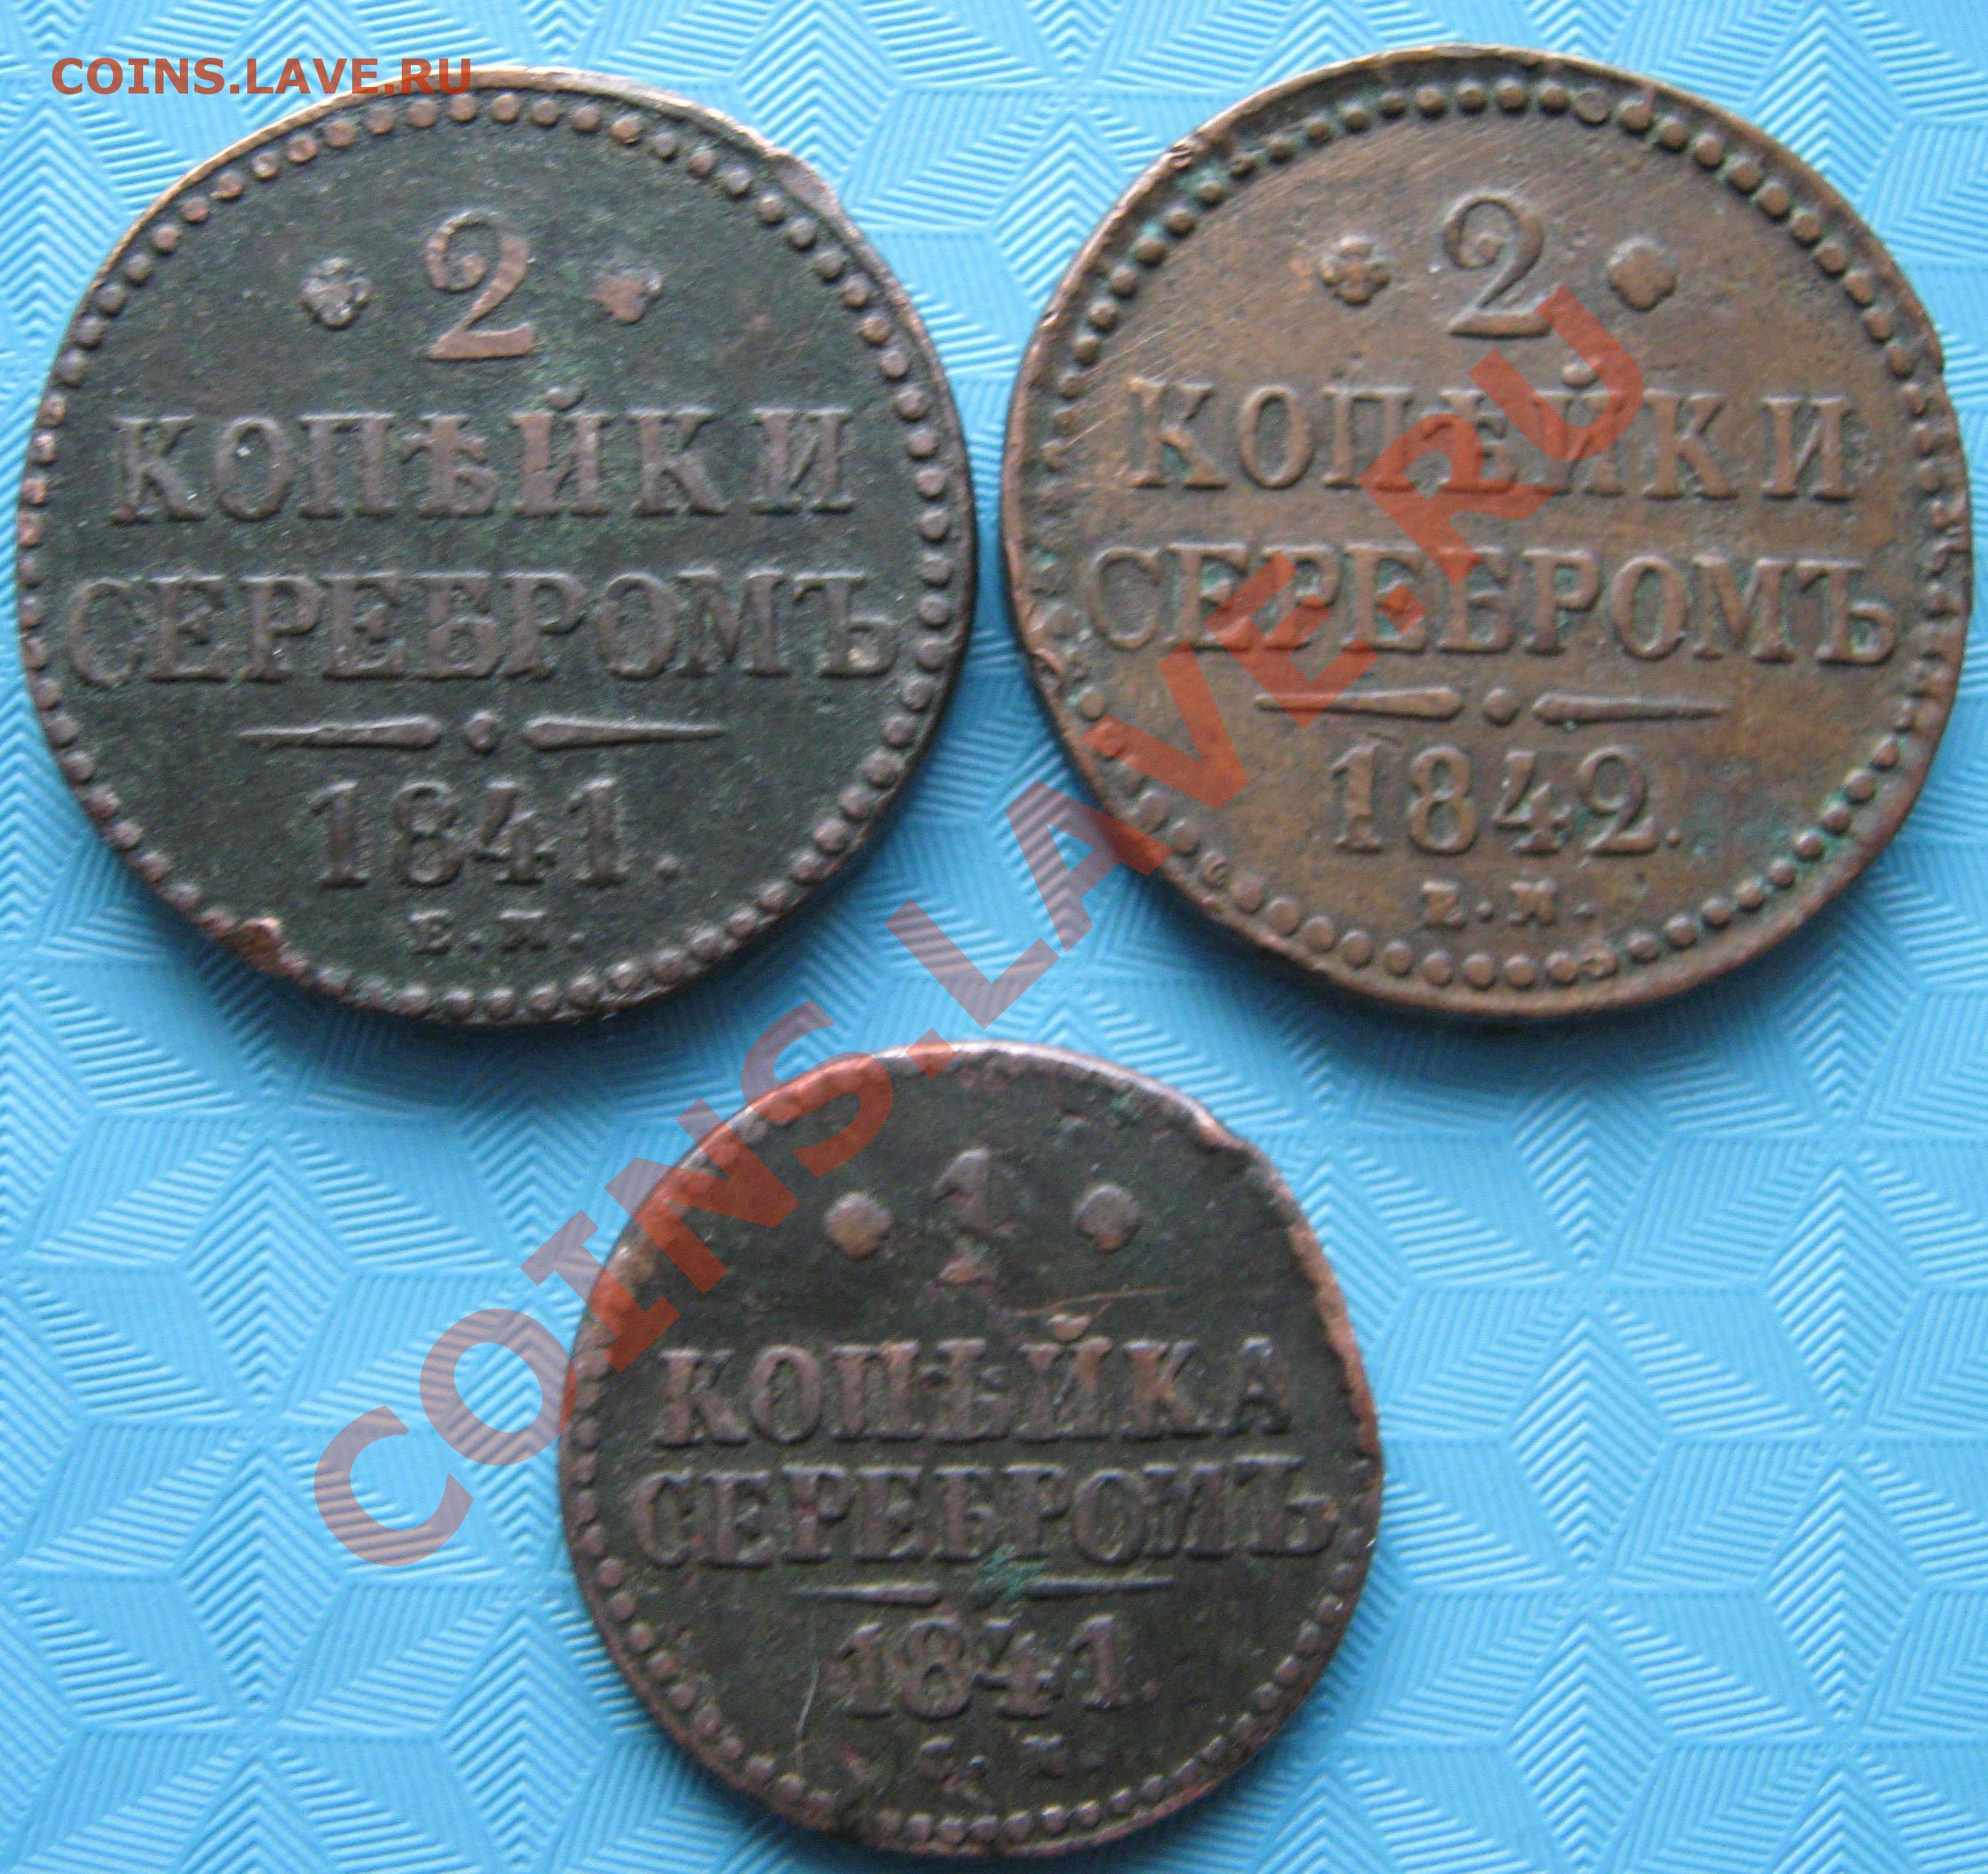 COINS.LAVE.RU
2
КОПѢЙКИ
СЕРЕБРОМЪ
1841.
Е.М.
2
КОПѢЙКИ
СЕРЕБРОМЪ
1842.
Е.М.
1
КОПѢЙКА
СЕРЕБРОМЪ
1841.
COINS.LAVE.RU